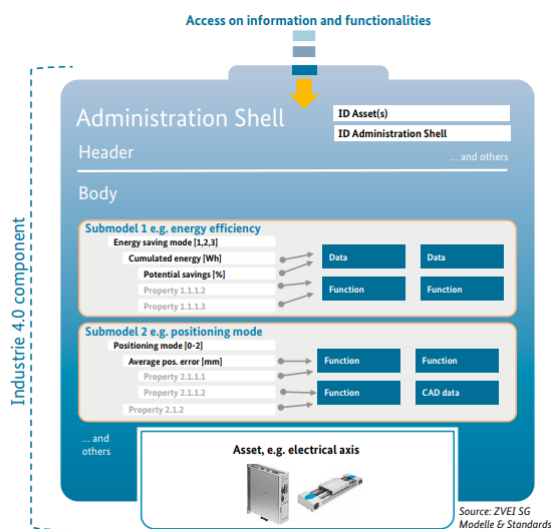 Access on information and functionalities
Administration Shell
ID Asset(s)
ID Administration Shell
Header
... and others
Body
Submodel 1 e.g. energy efficiency
Energy saving mode [1,2,3]
Cumulated energy [Wh]
Potential savings [%]
Property 1.1.1.2
Property 1.1.1.3
Data
Data
Function
Function
Submodel 2 e.g. positioning mode
Positioning mode [0-2]
Average pos. error [mm]
Property 2.1.1.1
Property 2.1.1.2
Property 2.1.2
Function
Function
Function
CAD data
... and
others
Asset, e.g. electrical axis
Industrie 4.0 component
Source: ZVEI SG
Modelle & Standards